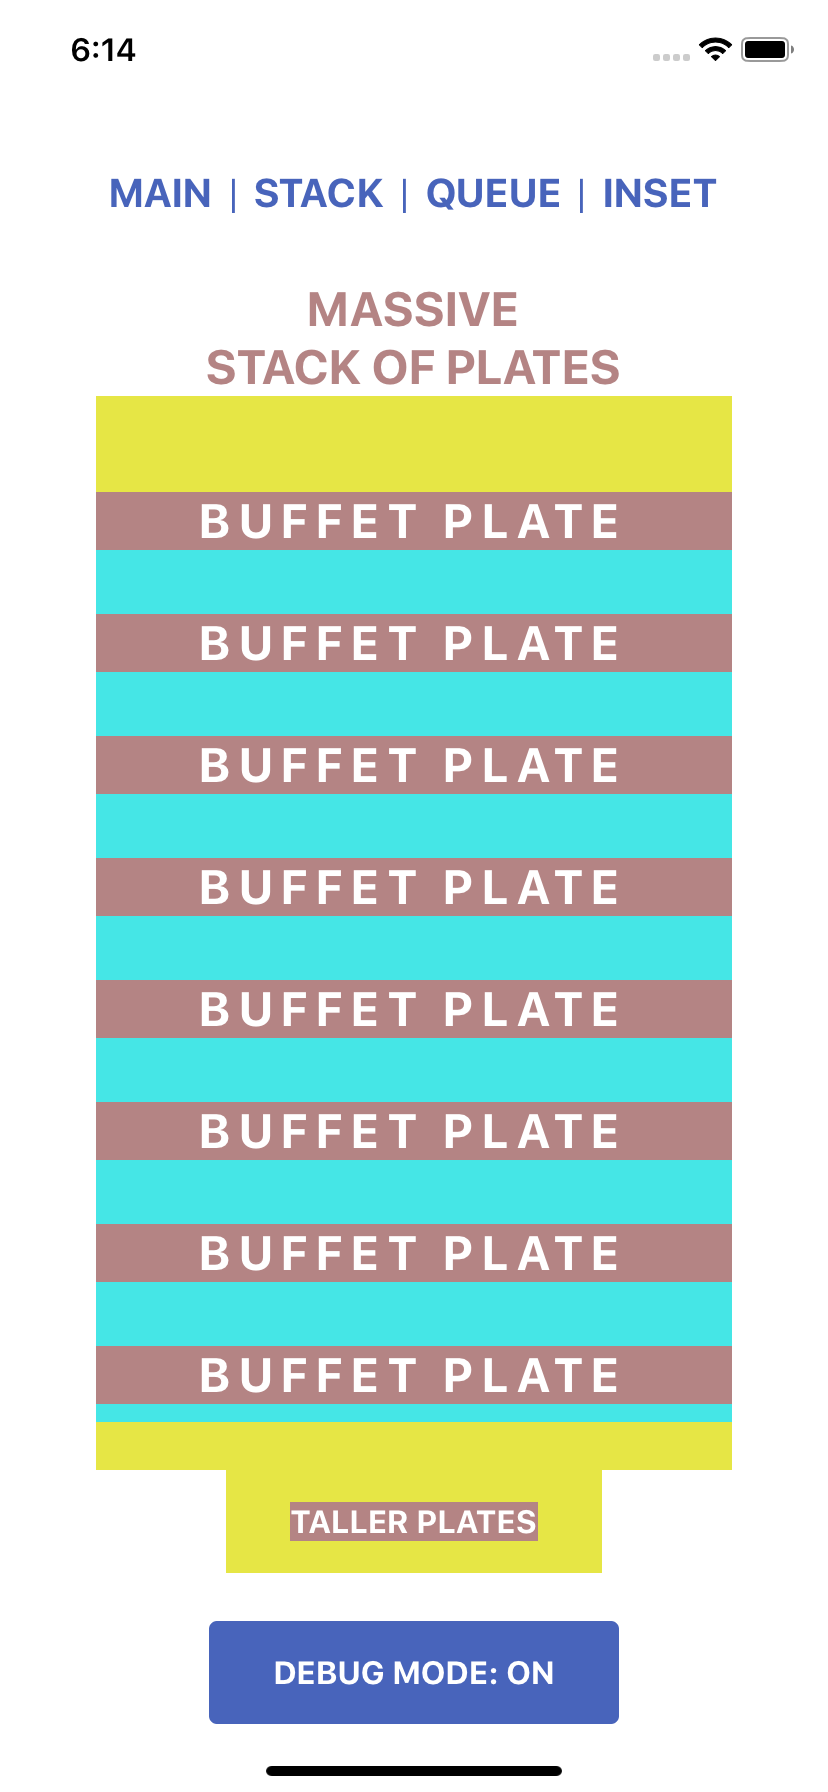 6:14
MAIN | STACK | QUEUE | INSET
MASSIVE
STACK OF PLATES
BUFFET PLATE
BUFFET PLATE
BUFFET PLATE
BUFFET PLATE
BUFFET PLATE
BUFFET PLATE
BUFFET PLATE
BUFFET PLATE
TALLER PLATES
DEBUG MODE: ON